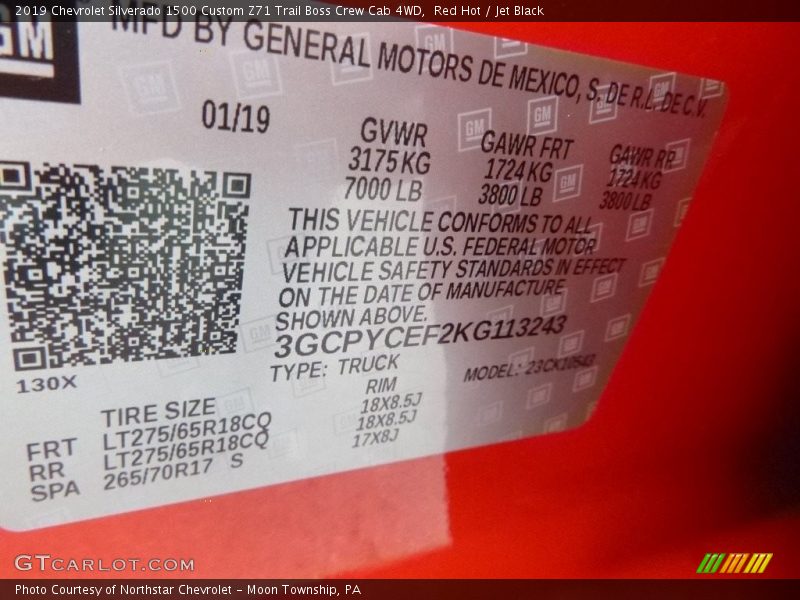 2019 Chevrolet Silverado 1500 Custom Z71 Trail Boss Crew Cab 4WD, Red Hot / Jet Black
GM
MFD BY GENERAL MOTORS DE MEXICO, S. DE R.L. DE C.V.
01/19
GVWR GAWR FRT GAWR RR
3175 KG 1724 KG 1724 KG
7000 LB 3800 LB 3800 LB
THIS VEHICLE CONFORMS TO ALL
APPLICABLE U.S. FEDERAL MOTOR
VEHICLE SAFETY STANDARDS IN EFFECT
ON THE DATE OF MANUFACTURE
SHOWN ABOVE.
3GCPYCEF2KG113243
130X
TYPE: TRUCK MODEL: 23CK10543
TIRE SIZE RIM
FRT LT275/65R18CQ 18X8.5J
RR LT275/65R18CQ 18X8.5J
SPA 265/70R17 S 17X8J
GTCARLOT.COM
Photo Courtesy of Northstar Chevrolet - Moon Township, PA